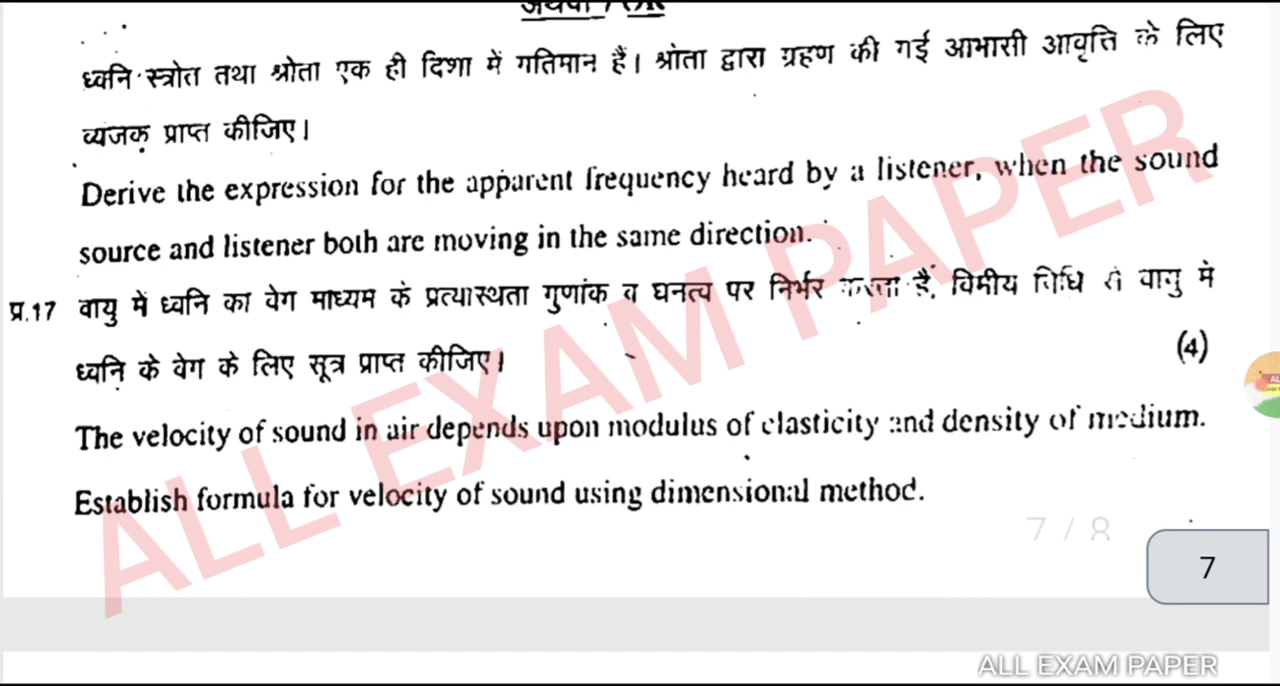 अथवा / OR
ध्वनि स्त्रोत तथा श्रोता एक ही दिशा में गतिमान हैं। श्रोता द्वारा ग्रहण की गई आभासी आवृत्ति के लिए
व्यजक प्राप्त कीजिए।
Derive the expression for the apparent frequency heard by a listener, when the sound
source and listener both are moving in the same direction.
प्र.17 वायु में ध्वनि का वेग माध्यम के प्रत्यास्थता गुणांक व घनत्व पर निर्भर करता है, विमीय विधि से वायु में
ध्वनि के वेग के लिए सूत्र प्राप्त कीजिए।
(4)
The velocity of sound in air depends upon modulus of elasticity and density of medium.
Establish formula for velocity of sound using dimensional method.
7 / 8
7
ALL EXAM PAPER
ALL EXAM PAPER